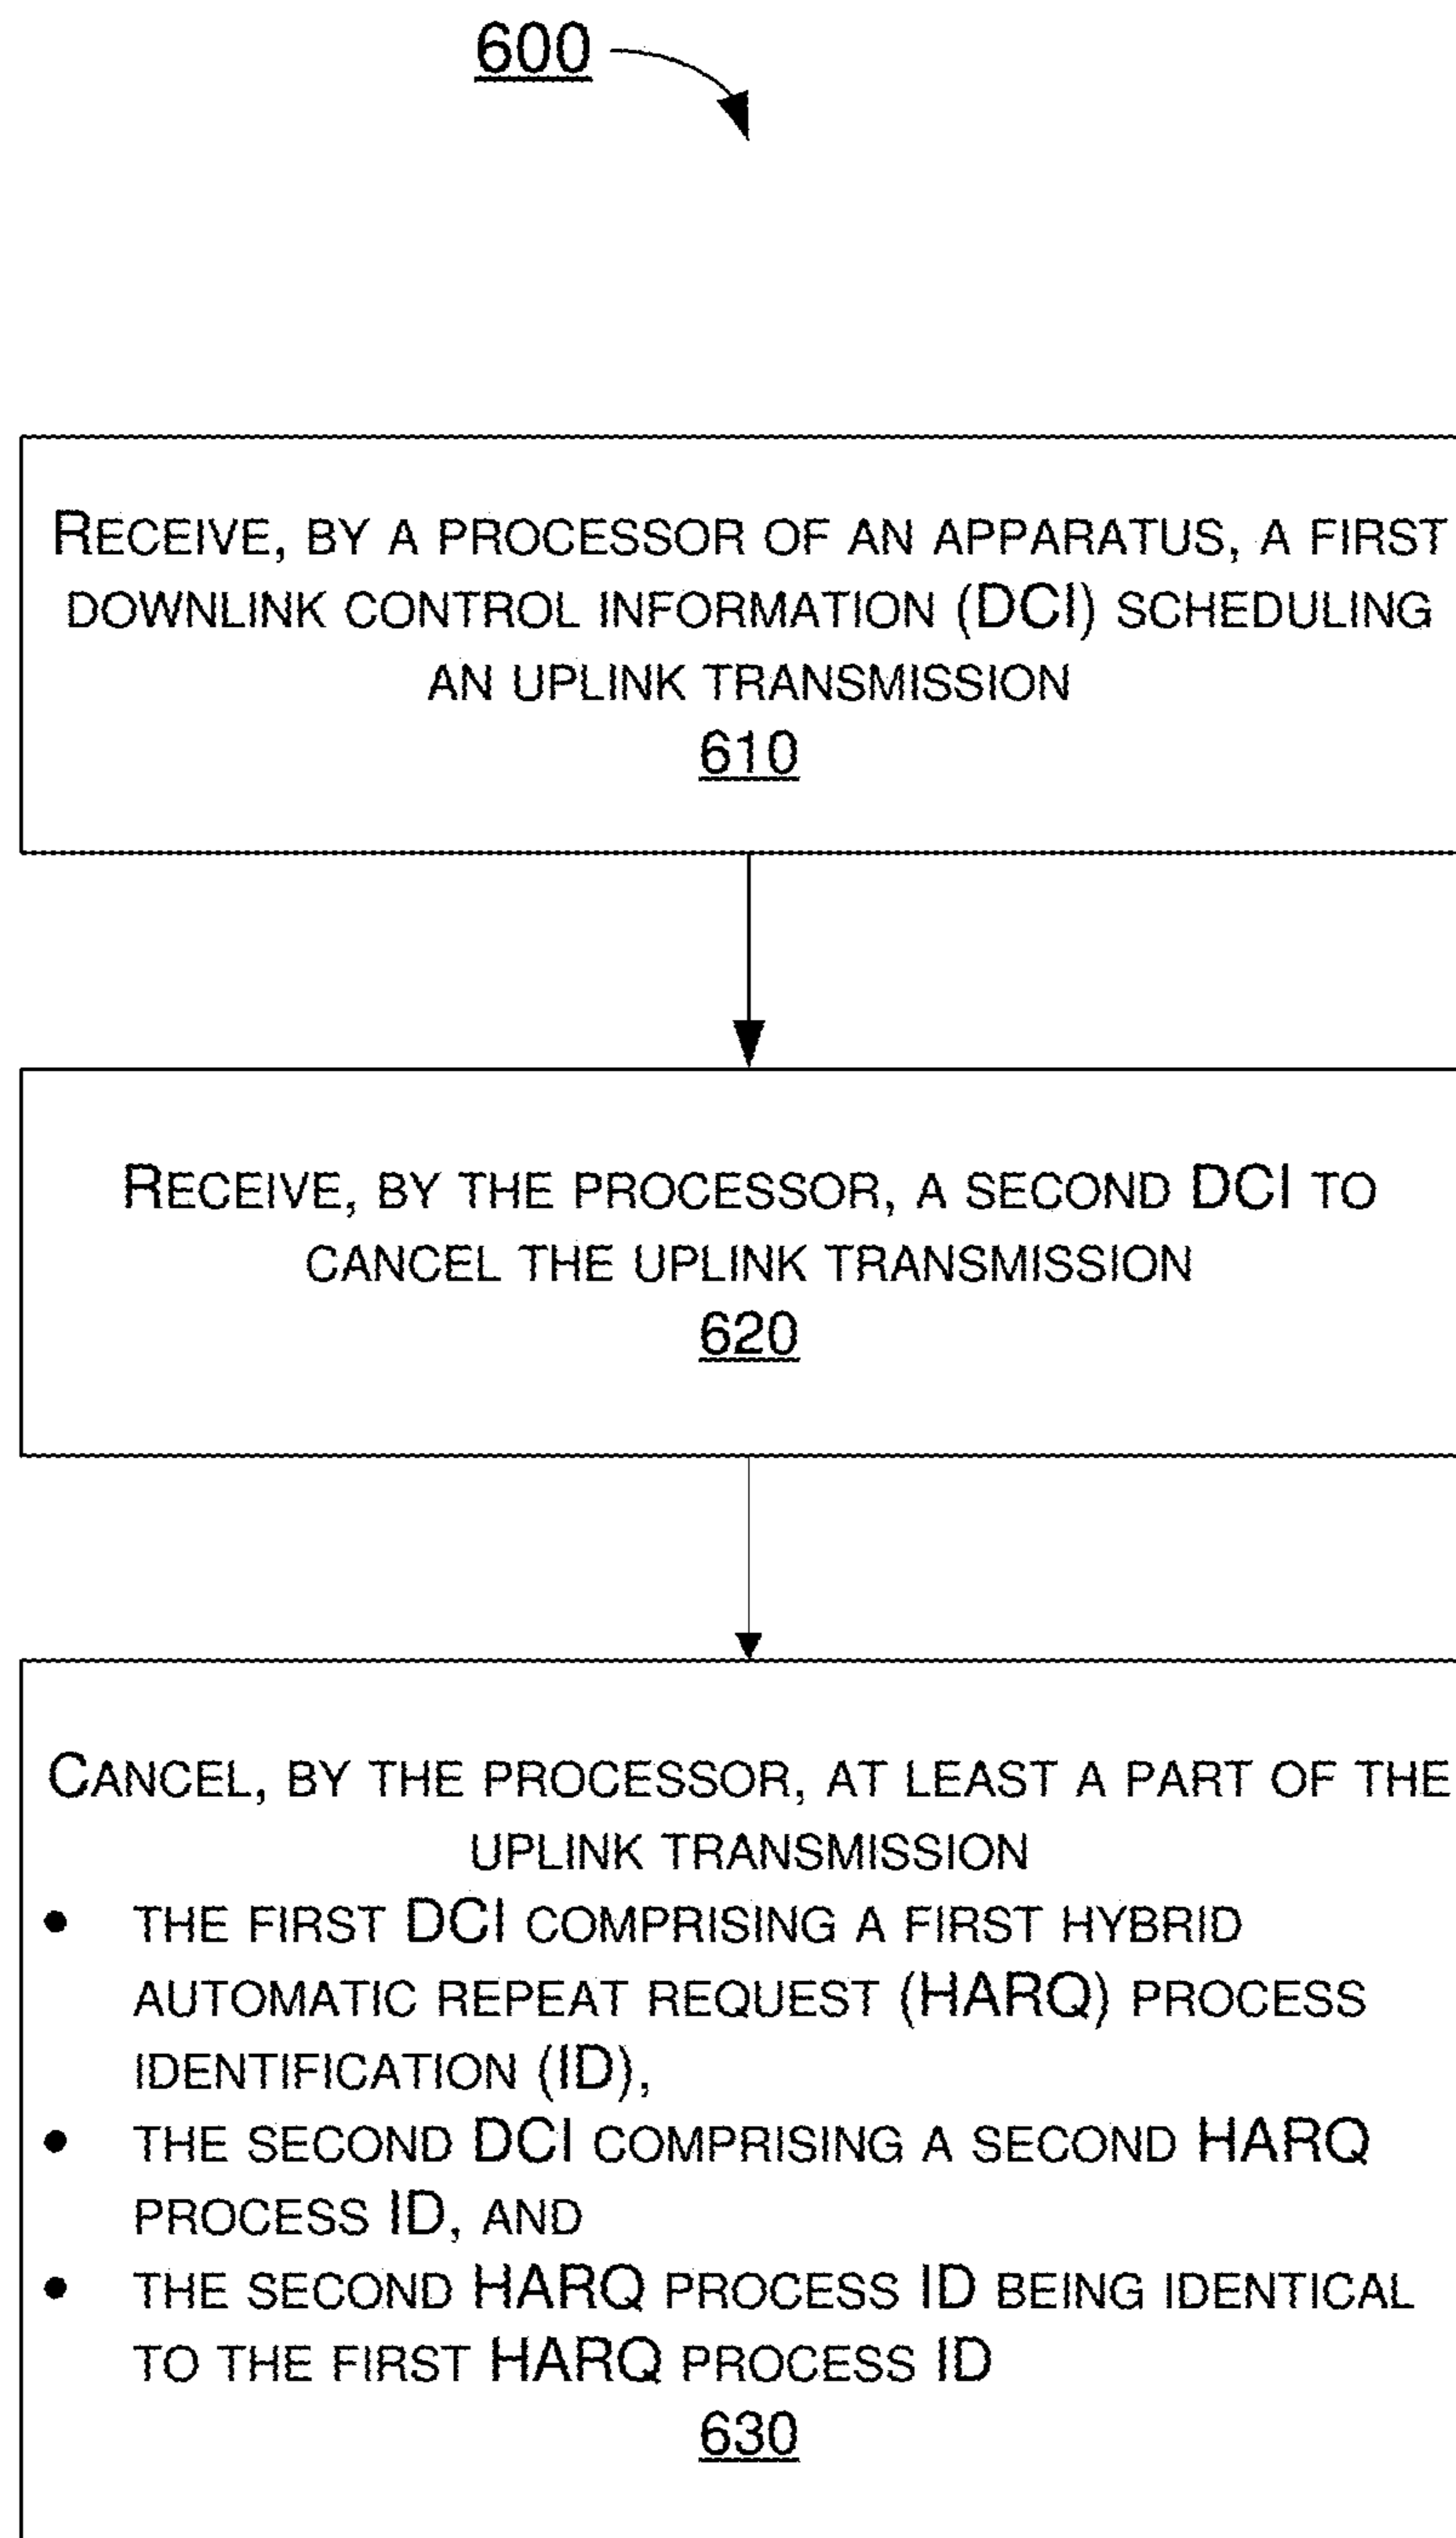 600
RECEIVE, BY A PROCESSOR OF AN APPARATUS, A FIRST
DOWNLINK CONTROL INFORMATION (DCI) SCHEDULING
AN UPLINK TRANSMISSION
610
RECEIVE, BY THE PROCESSOR, A SECOND DCI TO
CANCEL THE UPLINK TRANSMISSION
620
CANCEL, BY THE PROCESSOR, AT LEAST A PART OF THE
UPLINK TRANSMISSION
• THE FIRST DCI COMPRISING A FIRST HYBRID
AUTOMATIC REPEAT REQUEST (HARQ) PROCESS
IDENTIFICATION (ID),
• THE SECOND DCI COMPRISING A SECOND HARQ
PROCESS ID, AND
• THE SECOND HARQ PROCESS ID BEING IDENTICAL
TO THE FIRST HARQ PROCESS ID
630